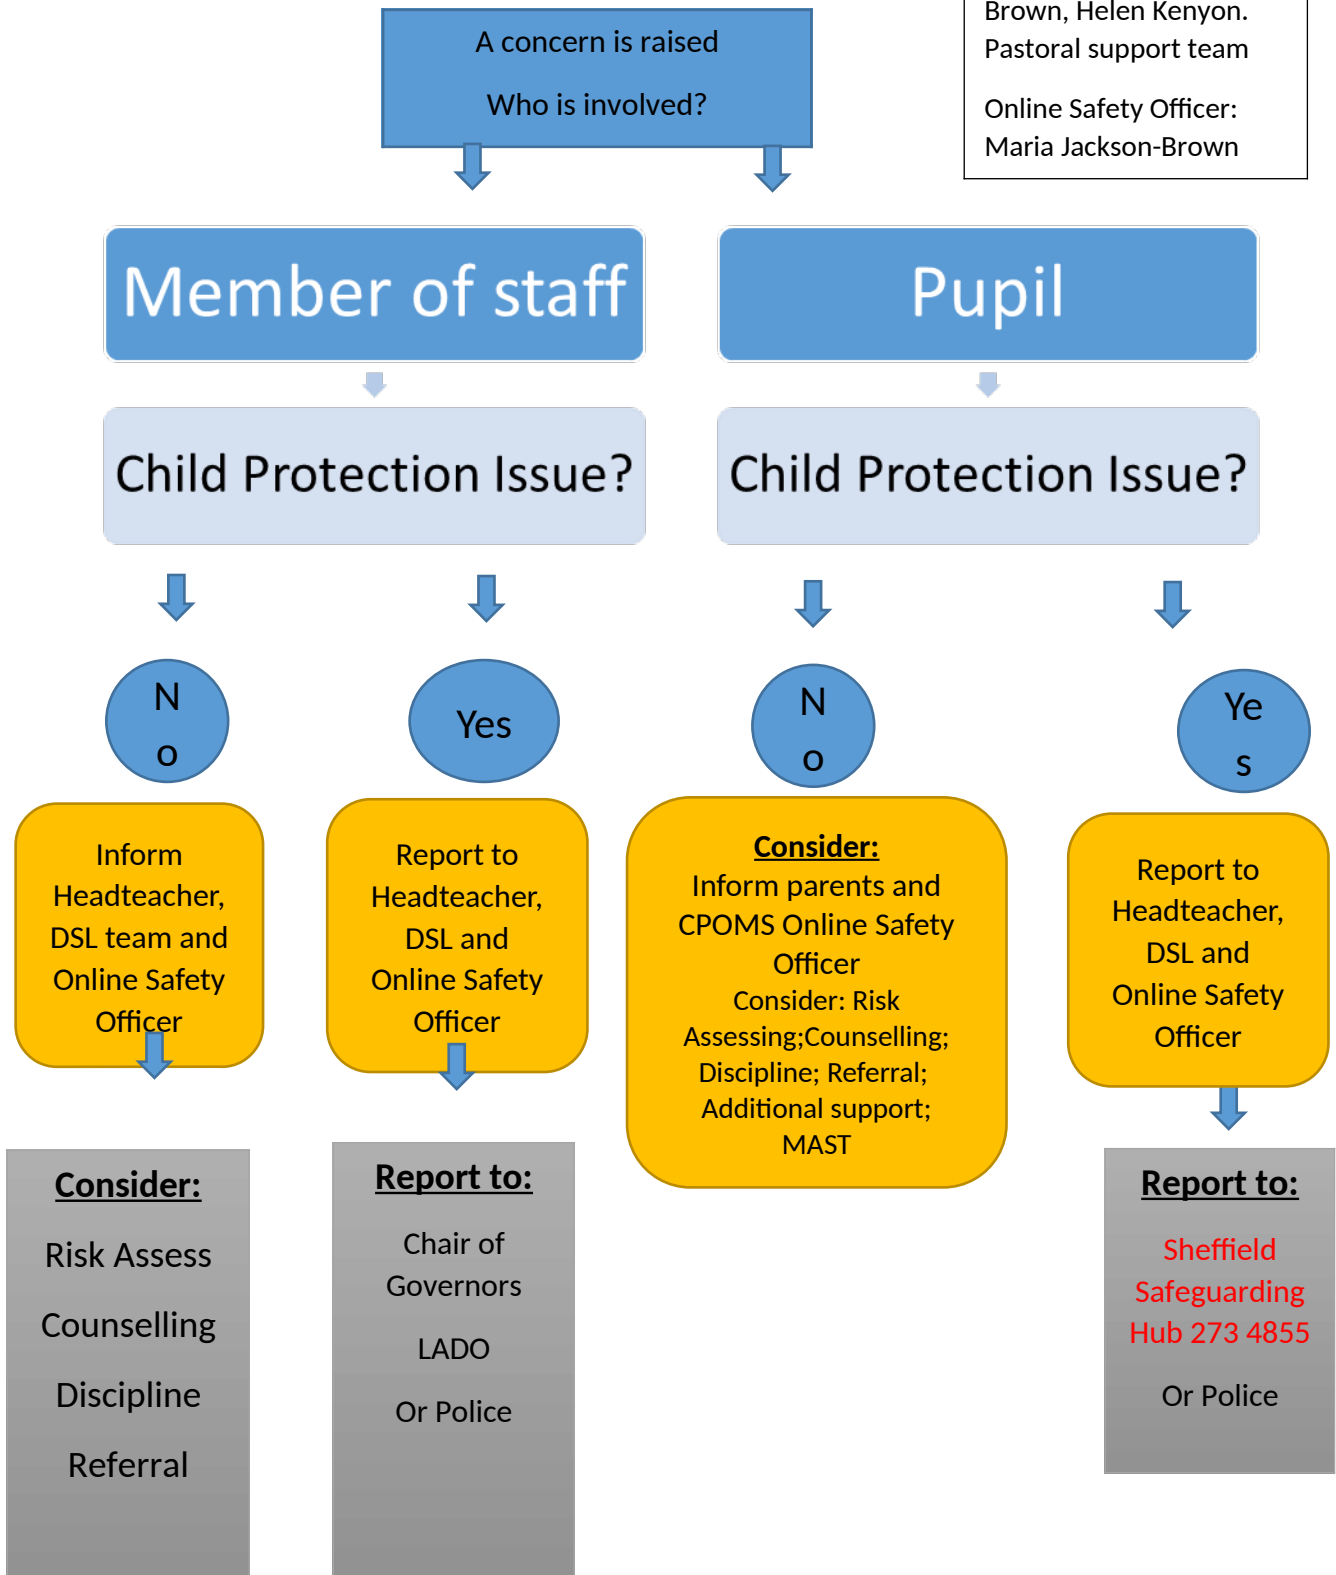 Brown, Helen Kenyon.
Pastoral support team
Online Safety Officer:
Maria Jackson-Brown
A concern is raised
Who is involved?
Member of staff
Pupil
Child Protection Issue?
Child Protection Issue?
N
o
Yes
N
o
Ye
s
Inform
Headteacher,
DSL team and
Online Safety
Officer
Report to
Headteacher,
DSL and
Online Safety
Officer
Consider:
Inform parents and
CPOMS Online Safety
Officer
Consider: Risk
Assessing;Counselling;
Discipline; Referral;
Additional support;
MAST
Report to
Headteacher,
DSL and
Online Safety
Officer
Consider:
Risk Assess
Counselling
Discipline
Referral
Report to:
Chair of
Governors
LADO
Or Police
Report to:
Sheffield
Safeguarding
Hub 273 4855
Or Police